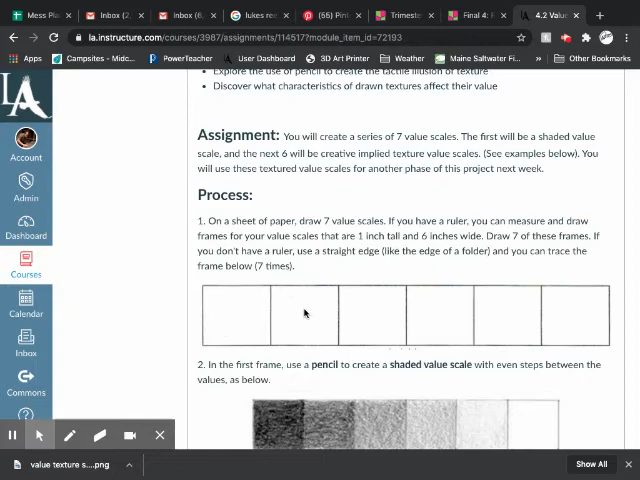 Mess Pla
Inbox (2,
Inbox (6,
lukes ree
(55) Pint
Trimeste
Final 4: F
4.2 Value
la.instructure.com/courses/3987/assignments/114517?module_item_id=72193
Apps
Campsites - Midc...
PowerTeacher
User Dashboard
3D Art Printer
Weather
Maine Saltwater Fi...
»
Other Bookmarks
LA
Account
Admin
Dashboard
Courses
Calendar
Inbox
Commons
Explore the use of pencil to create the tactile illusion of texture
• Discover what characteristics of drawn textures affect their value
Assignment: You will create a series of 7 value scales. The first will be a shaded value
scale, and the next 6 will be creative implied texture value scales. (See examples below). You
will use these textured value scales for another phase of this project next week.
Process:
1. On a sheet of paper, draw 7 value scales. If you have a ruler, you can measure and draw
frames for your value scales that are 1 inch tall and 6 inches wide. Draw 7 of these frames. If
you don't have a ruler, use a straight edge (like the edge of a folder) and you can trace the
frame below (7 times).
2. In the first frame, use a pencil to create a shaded value scale with even steps between the
values, as below.
value texture s....png
Show All